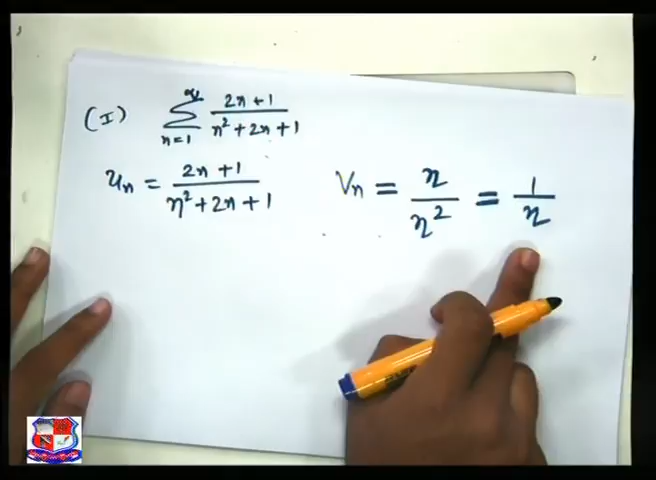 (I) ∞ ∑ n=1 2n+1 / n² + 2n + 1
un = 2n+1 / n² + 2n + 1
Vn = n / n² = 1 / n